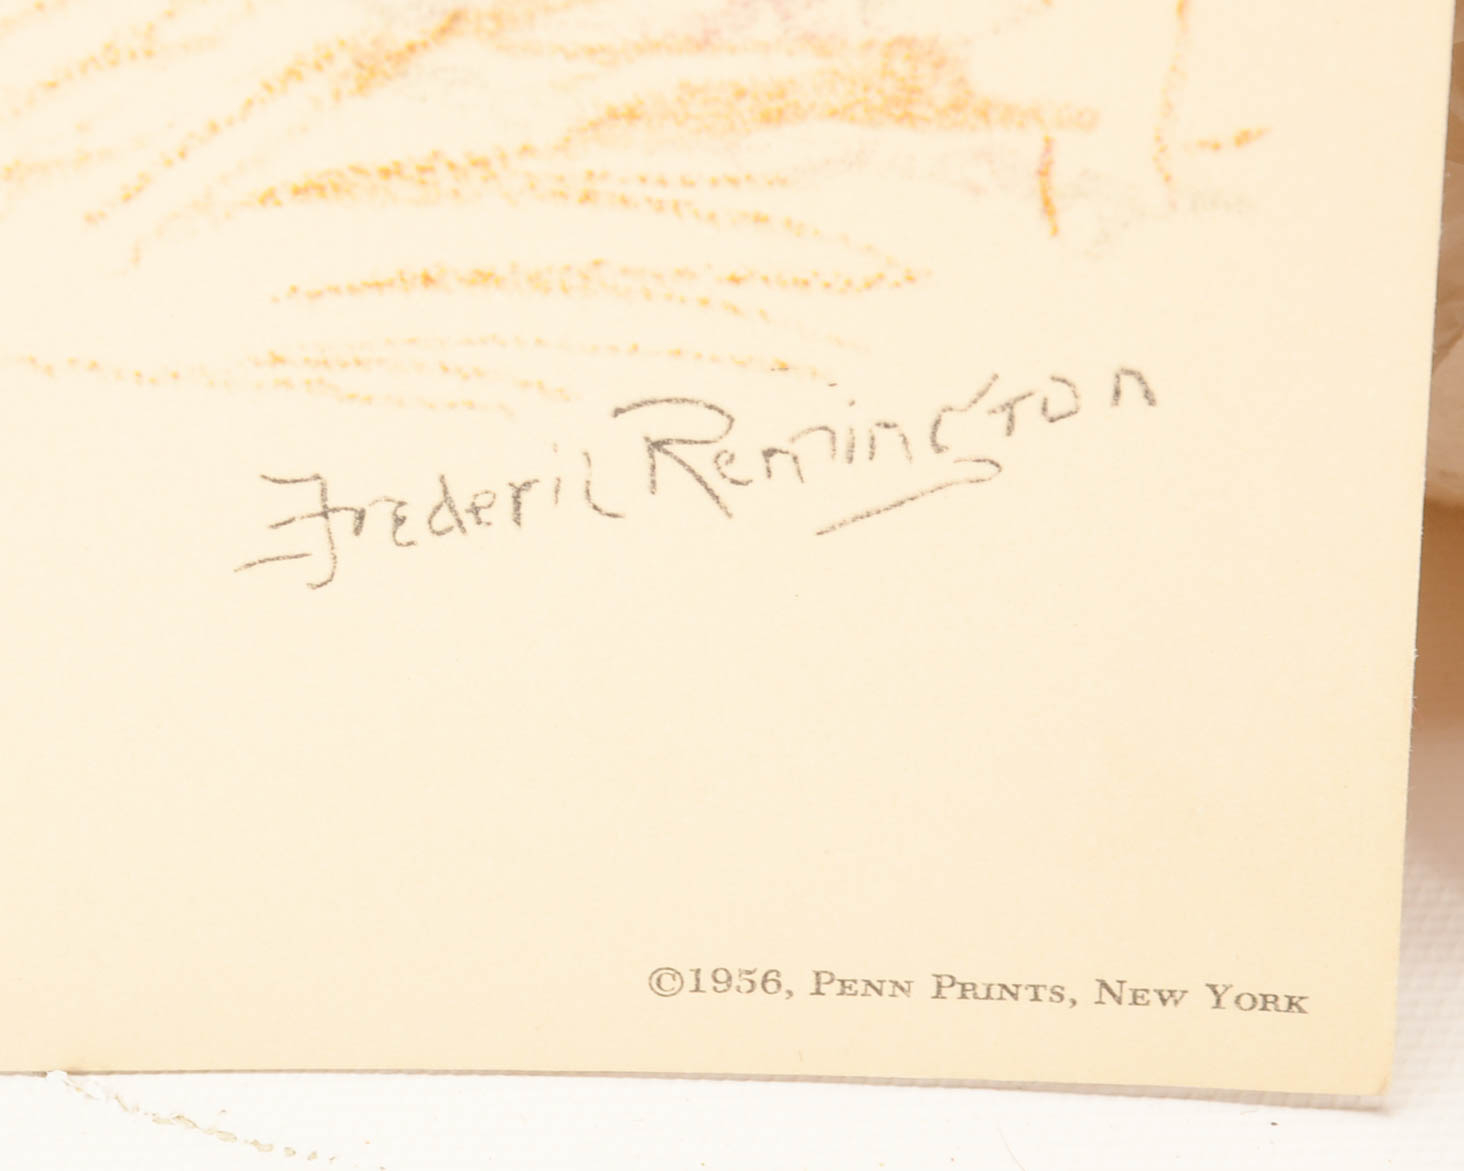 Frederic Remington
©1956, Penn Prints, New York